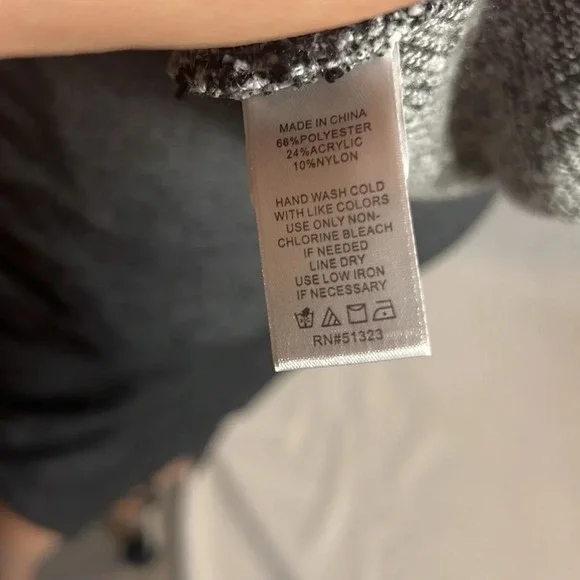 MADE IN CHINA
66%POLYESTER
24%ACRYLIC
10%NYLON
HAND WASH COLD
WITH LIKE COLORS
USE ONLY NON-
CHLORINE BLEACH
IF NEEDED
LINE DRY
USE LOW IRON
IF NECESSARY
RN#51323